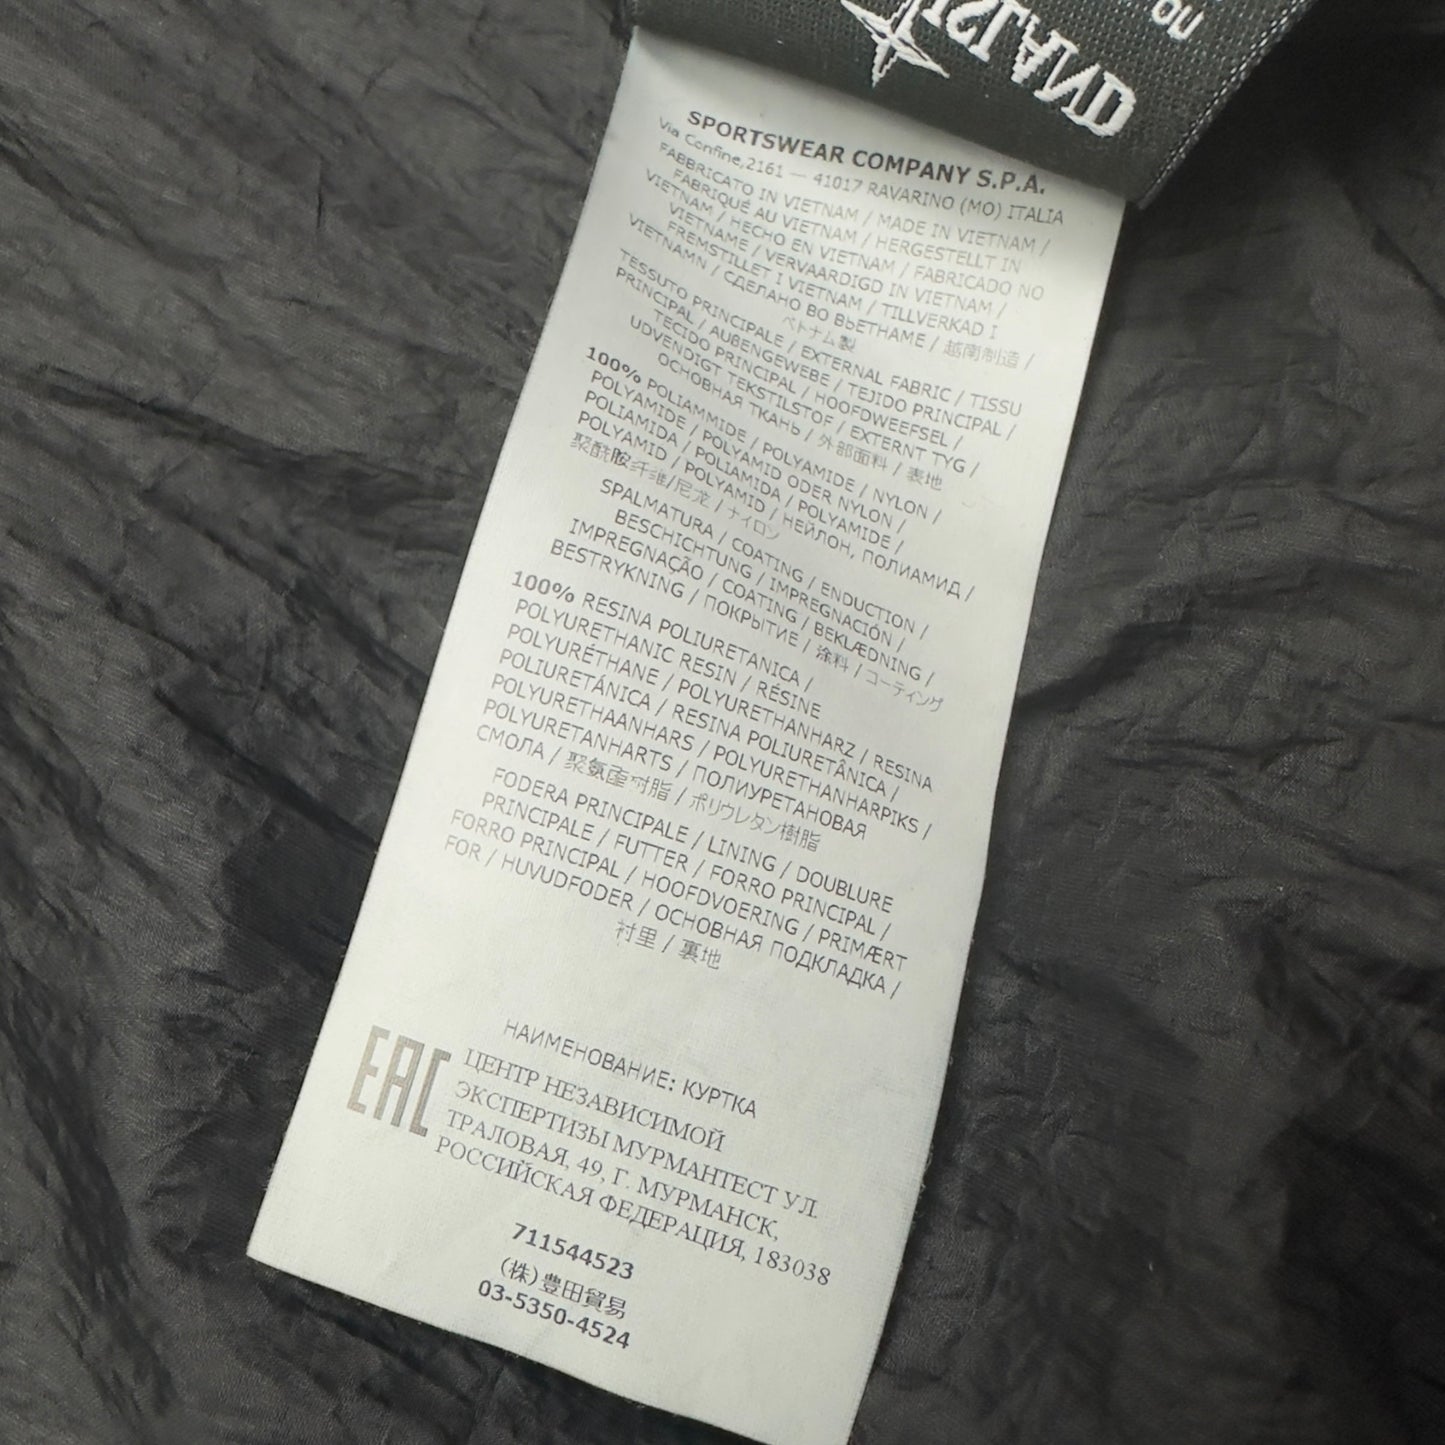 SPORTSWEAR COMPANY S.P.A.
Via Confine,2161 — 41017 RAVARINO (MO) ITALIA
FABBRICATO IN VIETNAM / MADE IN VIETNAM /
FABRIQUÉ AU VIETNAM / HERGESTELLT IN
VIETNAM / HECHO EN VIETNAM / FABRICADO NO
VIETNAME / VERVAARDIGD IN VIETNAM /
FREMSTILLET I VIETNAM / TILLVERKAD I
VIETNAMN / СДЕЛАНО ВО ВЬЕТНАМЕ / 越南制造 /
ベトナム製
TESSUTO PRINCIPALE / EXTERNAL FABRIC / TISSU
PRINCIPAL / AUßENGEWEBE / TEJIDO PRINCIPAL /
TECIDO PRINCIPAL / HOOFDWEEFSEL /
UDVENDIGT TEKSTILSTOF / EXTERNT TYG /
ОСНОВНАЯ ТКАНЬ / 外部面料 / 表地
100% POLIAMMIDE / POLYAMIDE / NYLON /
POLYAMIDE / POLYAMID ODER NYLON /
POLIAMIDA / POLIAMIDA / POLYAMIDE /
POLYAMID / POLYAMID / НЕЙЛОН, ПОЛИАМИД /
聚酰胺纤维/尼龙 / ナイロン
SPALMATURA / COATING / ENDUCTION /
BESCHICHTUNG / IMPREGNACIÓN /
IMPREGNAÇÃO / COATING / BEKLÆDNING /
BESTRYKNING / ПОКРЫТИЕ / 涂料 / コーティング
100% RESINA POLIURETANICA /
POLYURETHANIC RESIN / RÉSINE
POLYURÉTHANE / POLYURETHANHARZ / RESINA
POLIURETÁNICA / RESINA POLIURETÂNICA /
POLYURETHAANHARS / POLYURETHANHARPIKS /
POLYURETANHARTS / ПОЛИУРЕТАНОВАЯ
СМОЛА / 聚氨酯树脂 / ポリウレタン樹脂
FODERA PRINCIPALE / LINING / DOUBLURE
PRINCIPALE / FUTTER / FORRO PRINCIPAL /
FORRO PRINCIPAL / HOOFDVOERING / PRIMÆRT
FOR / HUVUDFODER / ОСНОВНАЯ ПОДКЛАДКА /
衬里 / 裏地
EAC
НАИМЕНОВАНИЕ: КУРТКА
ЦЕНТР НЕЗАВИСИМОЙ
ЭКСПЕРТИЗЫ МУРМАНТЕСТ УЛ.
ТРАЛОВАЯ, 49, Г. МУРМАНСК,
РОССИЙСКАЯ ФЕДЕРАЦИЯ, 183038
711544523
(株)豊田貿易
03-5350-4524